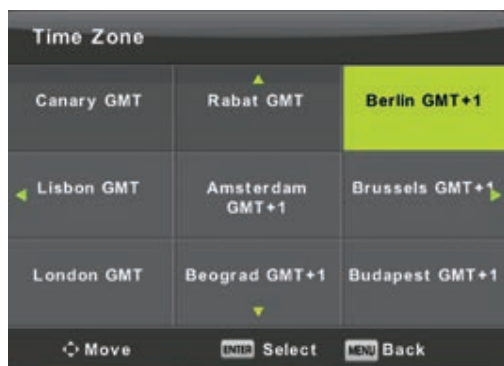 Time Zone
Canary GMT
Rabat GMT
Berlin GMT+1
Lisbon GMT
Amsterdam
GMT+1
Brussels GMT+1
London GMT
Beograd GMT+1
Budapest GMT+1
Move
ENTER Select
MENU Back